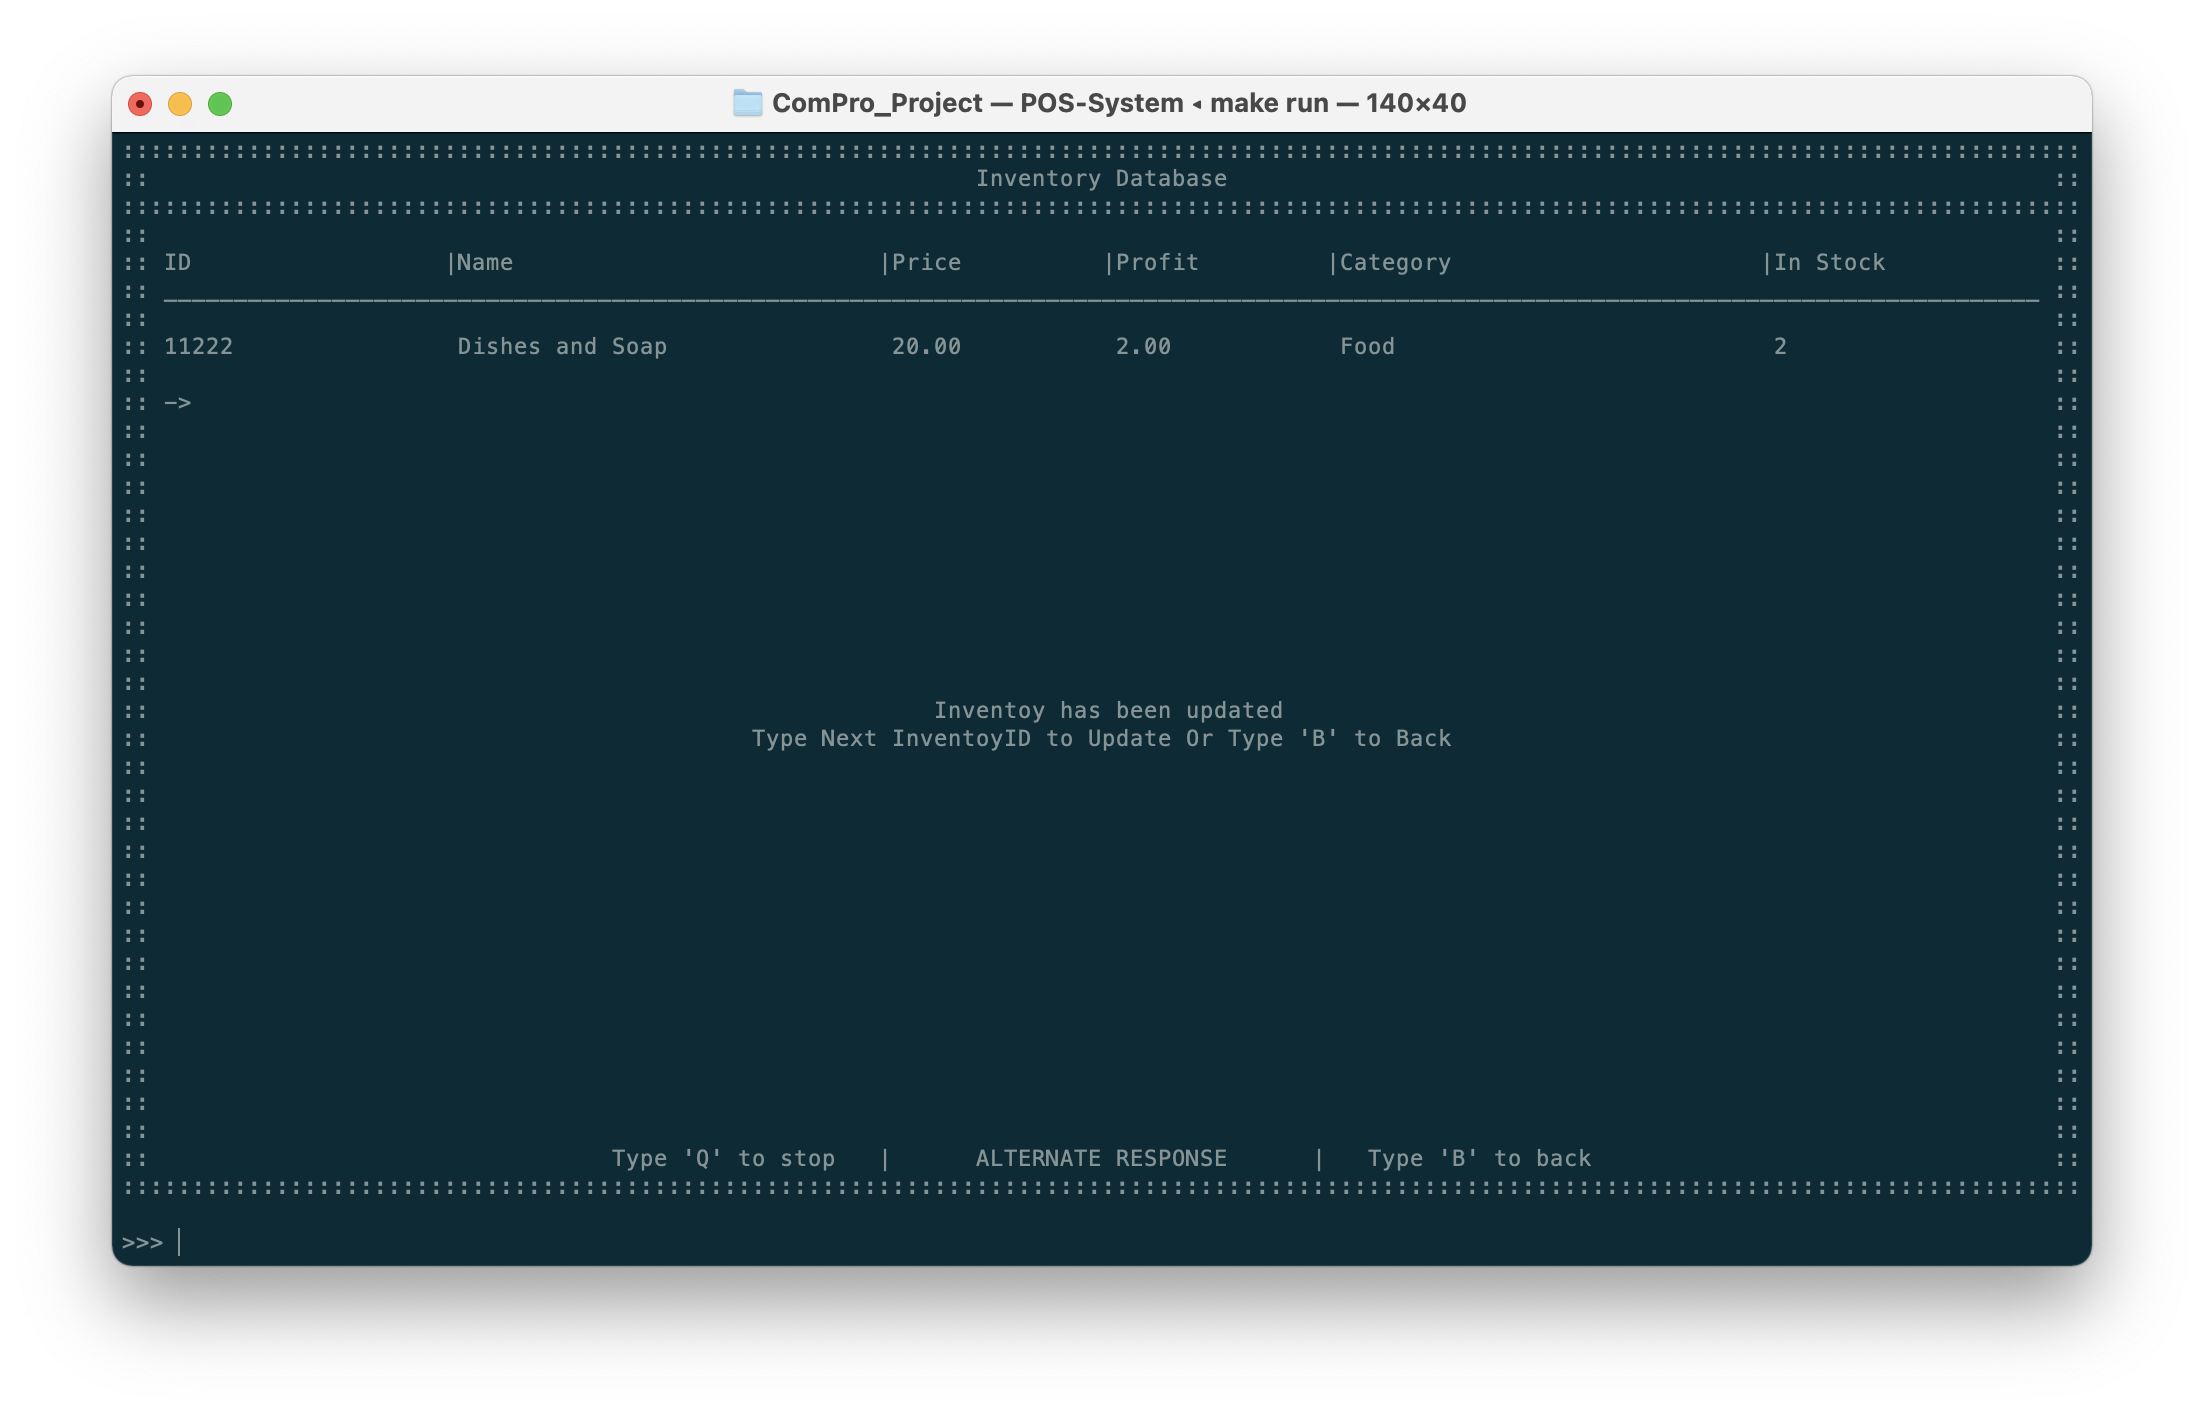 ComPro_Project — POS-System ◂ make run — 140×40
::::::::::::::::::::::::::::::::::::::::::::::::::::::::::::::::::::::::::::::::::::::::::::::::::::::::::::::::::::::::::::::::::::::::::::
:: Inventory Database ::
::::::::::::::::::::::::::::::::::::::::::::::::::::::::::::::::::::::::::::::::::::::::::::::::::::::::::::::::::::::::::::::::::::::::::::
:: ID |Name |Price |Profit |Category |In Stock ::
:: 11222 Dishes and Soap 20.00 2.00 Food 2 ::
:: —> ::
:: Inventoy has been updated ::
:: Type Next InventoyID to Update Or Type 'B' to Back ::
:: Type 'Q' to stop | ALTERNATE RESPONSE | Type 'B' to back ::
::::::::::::::::::::::::::::::::::::::::::::::::::::::::::::::::::::::::::::::::::::::::::::::::::::::::::::::::::::::::::::::::::::::::::::
>>>